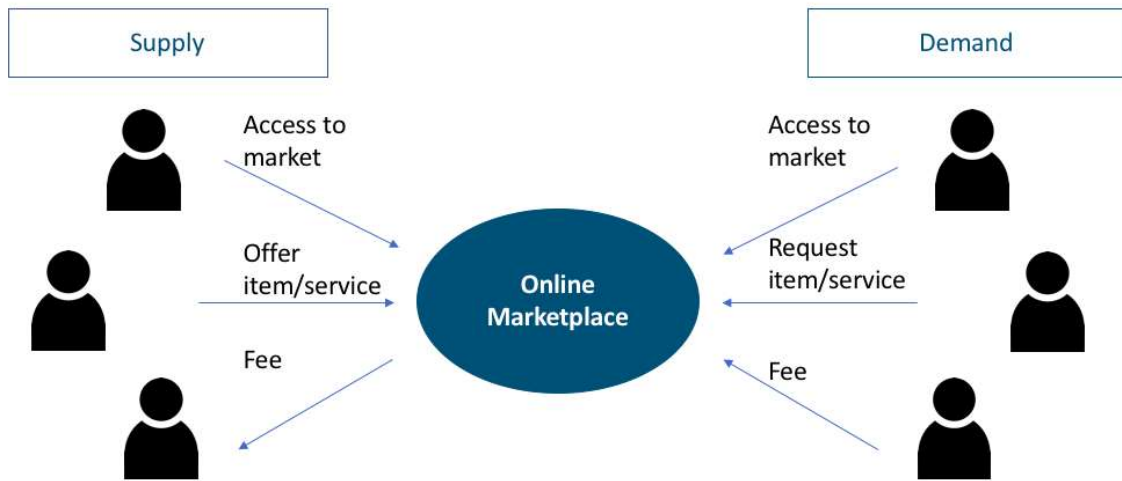 Supply
Demand
Access to
market
Access to
market
Offer
item/service
Request
item/service
Online
Marketplace
Fee
Fee